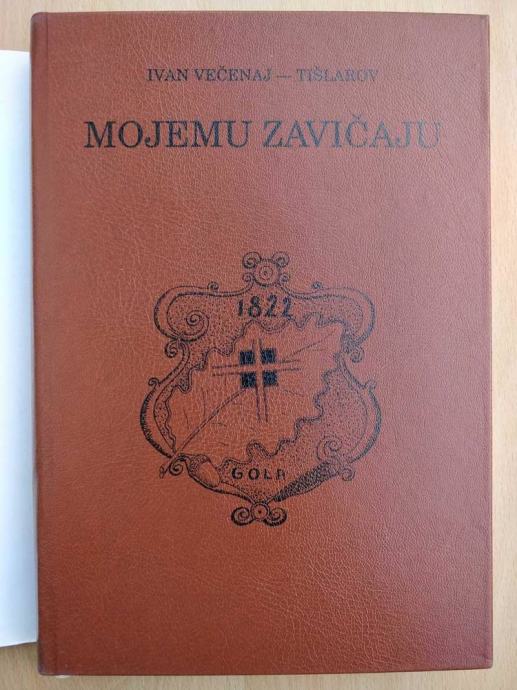 IVAN VEČENAJ — TIŠLAROV
MOJEMU ZAVIČAJU
1822
GOLA